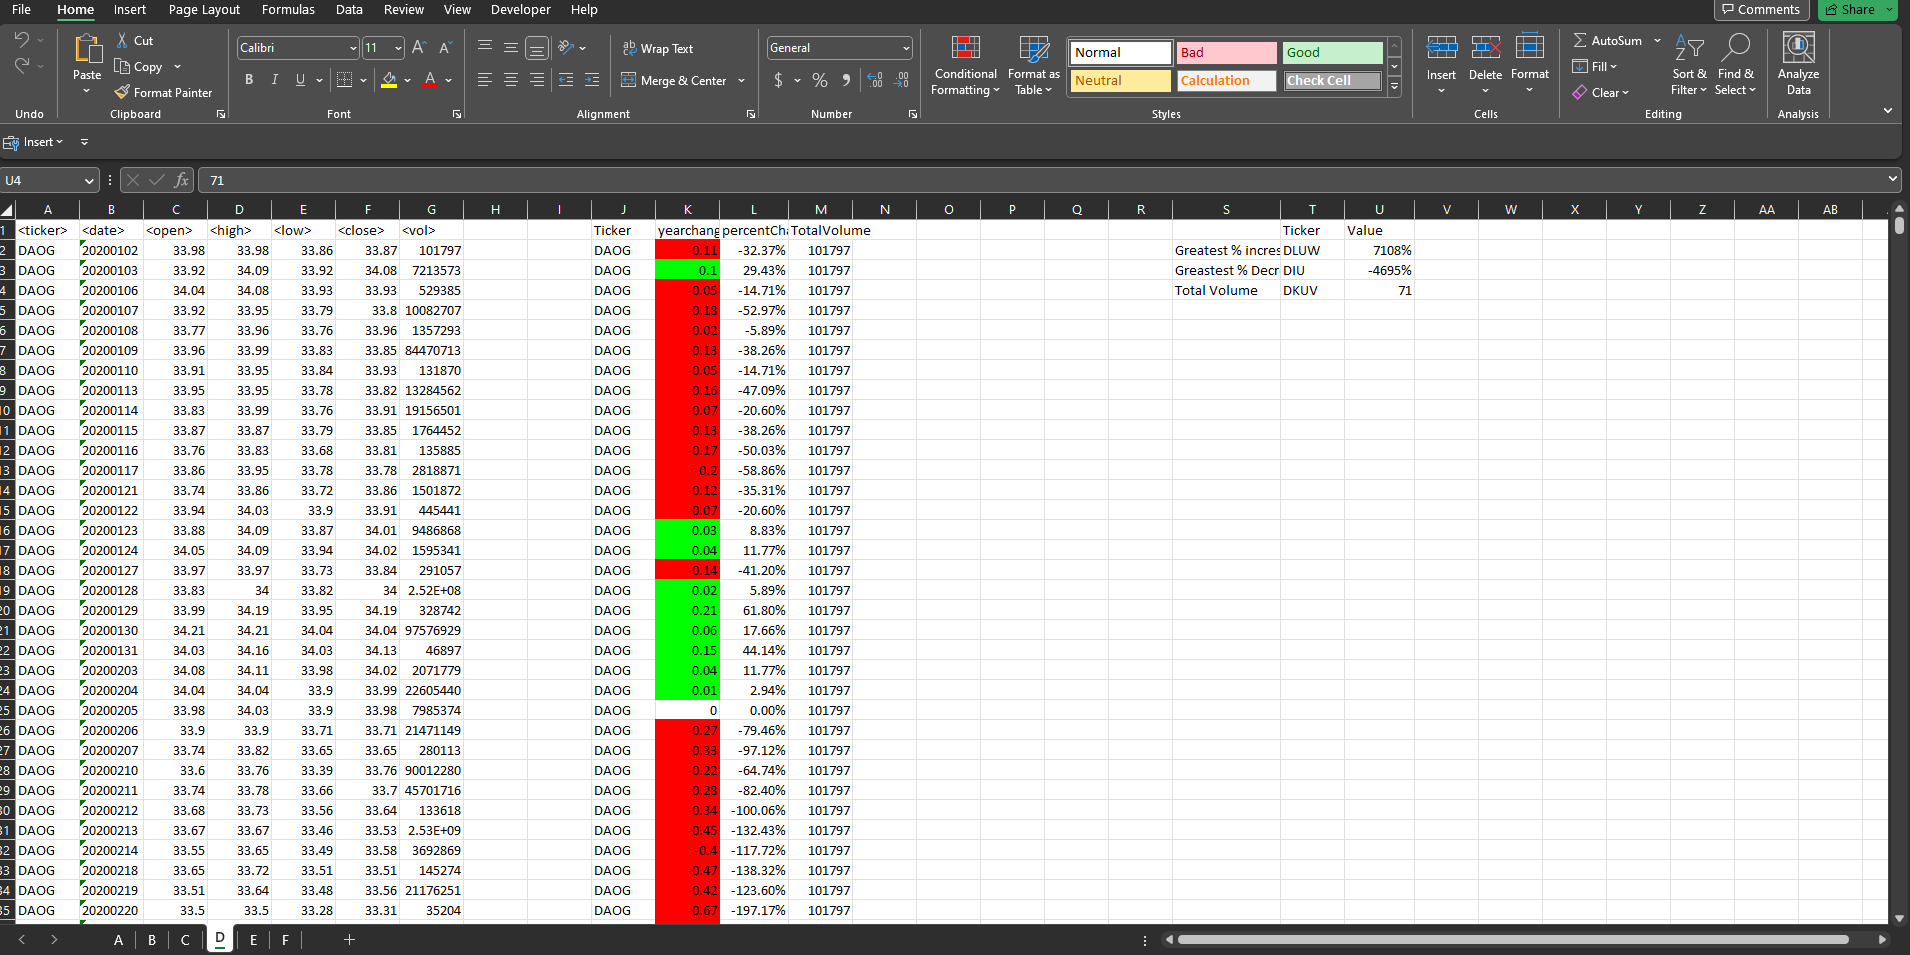 File Home Insert Page Layout Formulas Data Review View Developer Help Comments Share
Cut
Copy
Format Painter
Paste
Calibri 11
B I U
Wrap Text
Merge & Center
General
$ %
Conditional Formatting
Format as Table
Normal Bad Good
Neutral Calculation Check Cell
Insert Delete Format
AutoSum
Fill
Clear
Sort & Filter
Find & Select
Analyze Data
Undo Clipboard Font Alignment Number Styles Cells Editing Analysis
Insert
U4 fx 71
A B C D E F G H I J K L M N O P Q R S T U V W X Y Z AA AB
1 <ticker> <date> <open> <high> <low> <close> <vol> Ticker yearchang percentCha TotalVolume Ticker Value
2 DAOG 20200102 33.98 33.98 33.86 33.87 101797 DAOG -0.11 -32.37% 101797 Greatest % incres DLUW 7108%
3 DAOG 20200103 33.92 34.09 33.92 34.08 7213573 DAOG 0.1 29.43% 101797 Greastest % Decr DIU -4695%
4 DAOG 20200106 34.04 34.08 33.93 33.93 529385 DAOG -0.05 -14.71% 101797 Total Volume DKUV 71
5 DAOG 20200107 33.92 33.95 33.79 33.8 10082707 DAOG -0.18 -52.97% 101797
6 DAOG 20200108 33.77 33.96 33.76 33.96 1357293 DAOG -0.02 -5.89% 101797
7 DAOG 20200109 33.96 33.99 33.83 33.85 84470713 DAOG -0.13 -38.26% 101797
8 DAOG 20200110 33.91 33.95 33.84 33.93 131870 DAOG -0.05 -14.71% 101797
9 DAOG 20200113 33.95 33.95 33.78 33.82 13284562 DAOG -0.16 -47.09% 101797
10 DAOG 20200114 33.83 33.99 33.76 33.91 19156501 DAOG -0.07 -20.60% 101797
11 DAOG 20200115 33.87 33.87 33.79 33.85 1764452 DAOG -0.13 -38.26% 101797
12 DAOG 20200116 33.76 33.83 33.68 33.81 135885 DAOG -0.17 -50.03% 101797
13 DAOG 20200117 33.86 33.95 33.78 33.78 2818871 DAOG -0.2 -58.86% 101797
14 DAOG 20200121 33.74 33.86 33.72 33.86 1501872 DAOG -0.12 -35.31% 101797
15 DAOG 20200122 33.94 34.03 33.9 33.91 445441 DAOG -0.07 -20.60% 101797
16 DAOG 20200123 33.88 34.09 33.87 34.01 9486868 DAOG 0.03 8.83% 101797
17 DAOG 20200124 34.05 34.09 33.94 34.02 1595341 DAOG 0.04 11.77% 101797
18 DAOG 20200127 33.97 33.97 33.73 33.84 291057 DAOG -0.14 -41.20% 101797
19 DAOG 20200128 33.83 34 33.82 34 2.52E+08 DAOG 0.02 5.89% 101797
20 DAOG 20200129 33.99 34.19 33.95 34.19 328742 DAOG 0.21 61.80% 101797
21 DAOG 20200130 34.21 34.21 34.04 34.04 97576929 DAOG 0.06 17.66% 101797
22 DAOG 20200131 34.03 34.16 34.03 34.13 46897 DAOG 0.15 44.14% 101797
23 DAOG 20200203 34.08 34.11 33.98 34.02 2071779 DAOG 0.04 11.77% 101797
24 DAOG 20200204 34.04 34.04 33.9 33.99 22605440 DAOG 0.01 2.94% 101797
25 DAOG 20200205 33.98 34.03 33.9 33.98 7985374 DAOG 0 0.00% 101797
26 DAOG 20200206 33.9 33.9 33.71 33.71 21471149 DAOG -0.27 -79.46% 101797
27 DAOG 20200207 33.74 33.82 33.65 33.65 280113 DAOG -0.33 -97.12% 101797
28 DAOG 20200210 33.6 33.76 33.39 33.76 90012280 DAOG -0.22 -64.74% 101797
29 DAOG 20200211 33.74 33.78 33.66 33.7 45701716 DAOG -0.28 -82.40% 101797
30 DAOG 20200212 33.68 33.73 33.56 33.64 133618 DAOG -0.34 -100.06% 101797
31 DAOG 20200213 33.67 33.67 33.46 33.53 2.53E+09 DAOG -0.45 -132.43% 101797
32 DAOG 20200214 33.55 33.65 33.49 33.58 3692869 DAOG -0.4 -117.72% 101797
33 DAOG 20200218 33.65 33.72 33.51 33.51 145274 DAOG -0.47 -138.32% 101797
34 DAOG 20200219 33.51 33.64 33.48 33.56 21176251 DAOG -0.42 -123.60% 101797
35 DAOG 20200220 33.5 33.5 33.28 33.31 35204 DAOG -0.67 -197.17% 101797
A B C D E F